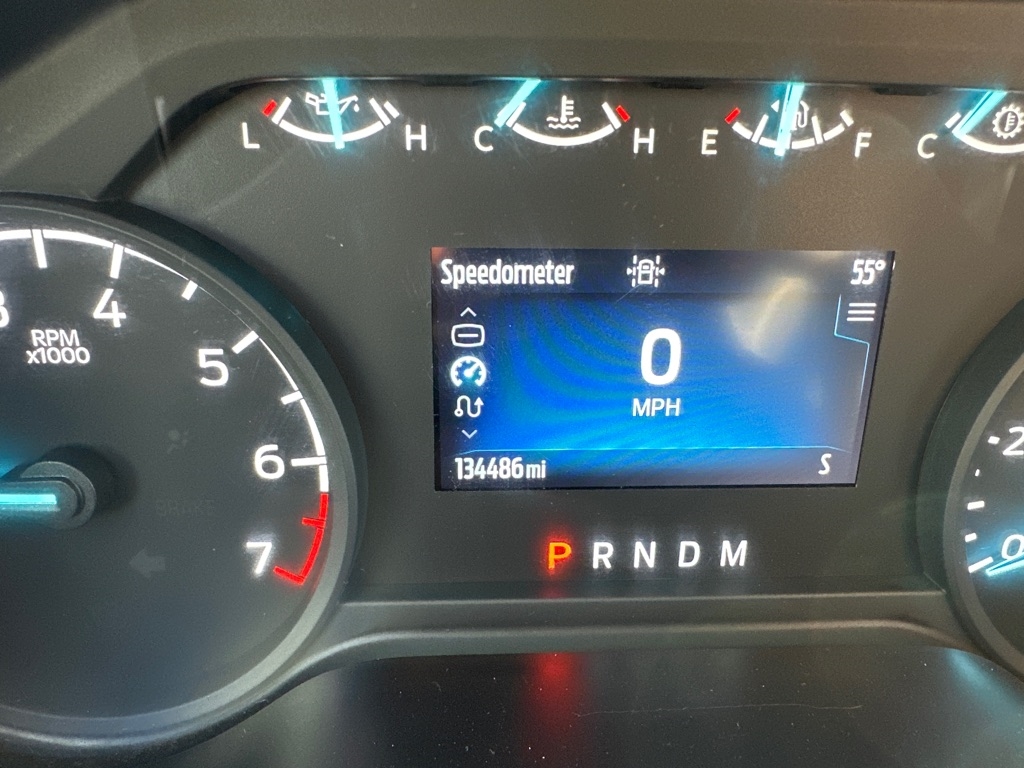 L H C H E F C
Speedometer 55°
4
RPM
x1000
5
0
MPH
6
134486 mi S
7
P R N D M